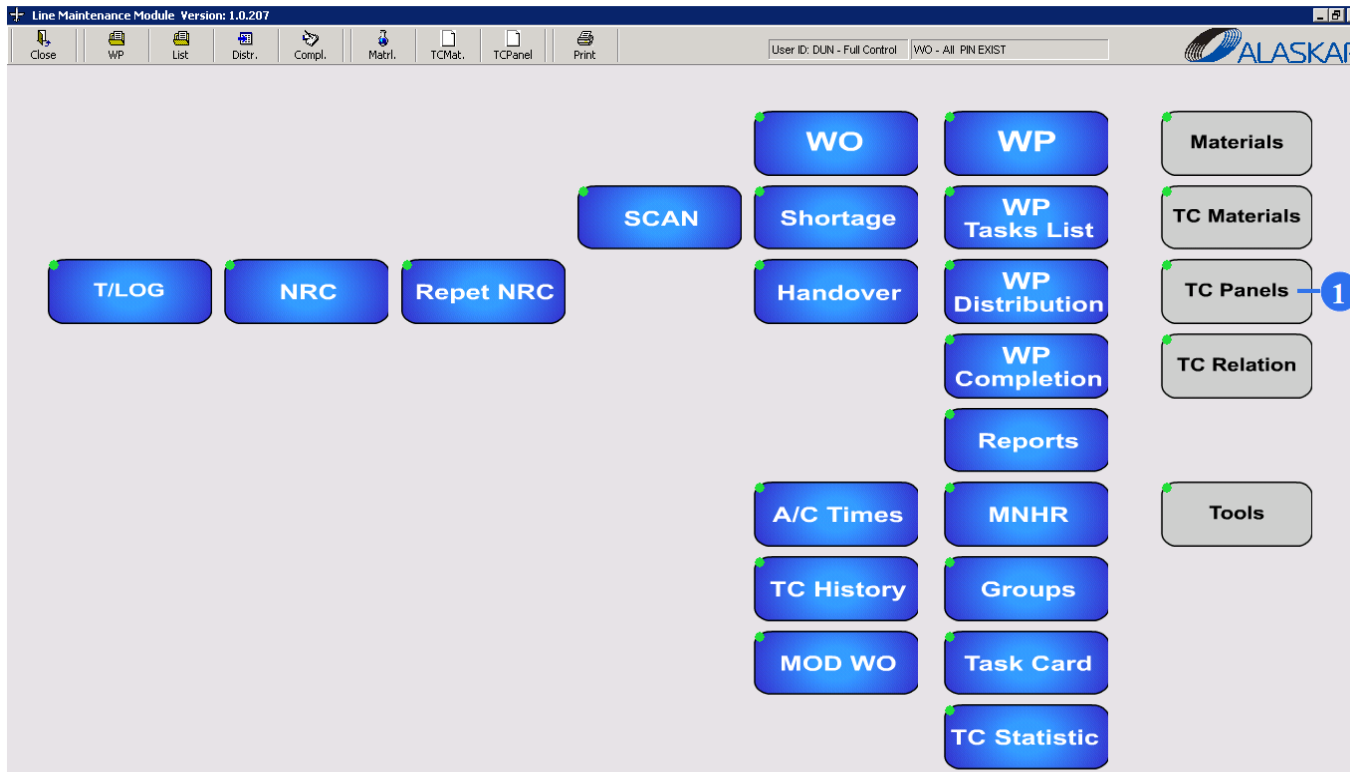 Line Maintenance Module Version: 1.0.207
Close WP List Distr. Compl. Matrl. TCMat. TCPanel Print
User ID: DUN - Full Control WO - All PIN EXIST
WO WP Materials
SCAN Shortage WP Tasks List TC Materials
T/LOG NRC Repet NRC Handover WP Distribution TC Panels 1
WP Completion TC Relation
Reports
A/C Times MNHR Tools
TC History Groups
MOD WO Task Card
TC Statistic